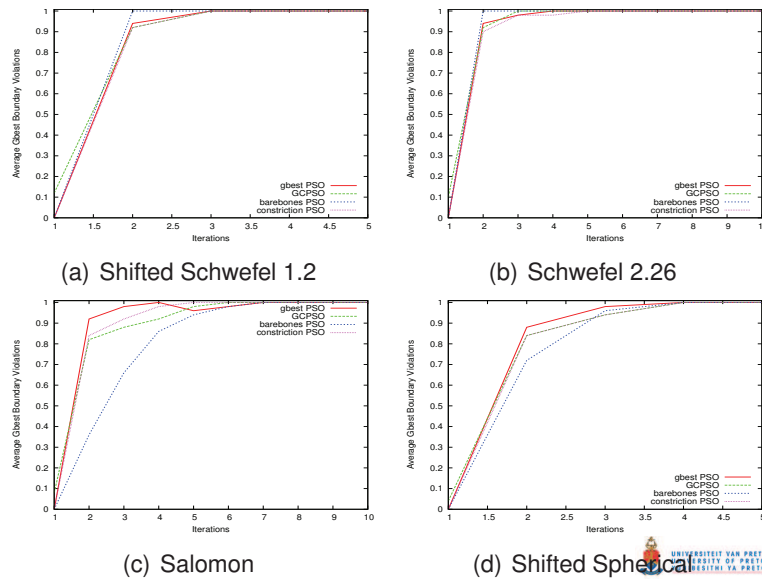 Average Gbest Boundary Violations
1
0.9
0.8
0.7
0.6
0.5
0.4
0.3
0.2
0.1
0
gbest PSO
GCPSO
barebones PSO
constriction PSO
1 1.5 2 2.5 3 3.5 4 4.5 5
Iterations
(a) Shifted Schwefel 1.2
Average Gbest Boundary Violations
1
0.9
0.8
0.7
0.6
0.5
0.4
0.3
0.2
0.1
0
gbest PSO
GCPSO
barebones PSO
constriction PSO
1 2 3 4 5 6 7 8 9
Iterations
(b) Schwefel 2.26
Average Gbest Boundary Violations
1
0.9
0.8
0.7
0.6
0.5
0.4
0.3
0.2
0.1
0
gbest PSO
GCPSO
barebones PSO
constriction PSO
1 2 3 4 5 6 7 8 9 10
Iterations
(c) Salomon
Average Gbest Boundary Violations
1
0.9
0.8
0.7
0.6
0.5
0.4
0.3
0.2
0.1
0
gbest PSO
GCPSO
barebones PSO
constriction PSO
1 1.5 2 2.5 3 3.5 4 4.5 5
Iterations
(d) Shifted Spherical
UNIVERSITEIT VAN PRET
OF PRET
YA PRET